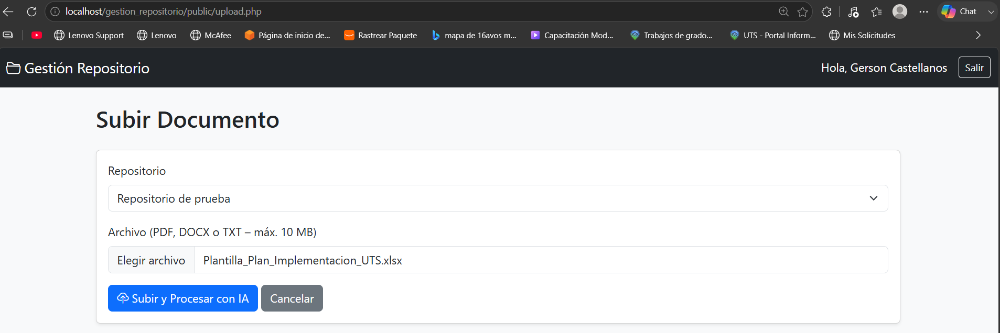 localhost/gestion_repositorio/public/upload.php
Chat
Lenovo Support
Lenovo
McAfee
Página de inicio de...
Rastrear Paquete
mapa de 16avos m...
Capacitación Mod...
Trabajos de grado...
UTS - Portal Inform...
Mis Solicitudes
Gestión Repositorio
Hola, Gerson Castellanos
Salir
Subir Documento
Repositorio
Repositorio de prueba
Archivo (PDF, DOCX o TXT – máx. 10 MB)
Elegir archivo
Plantilla_Plan_Implementacion_UTS.xlsx
Subir y Procesar con IA
Cancelar